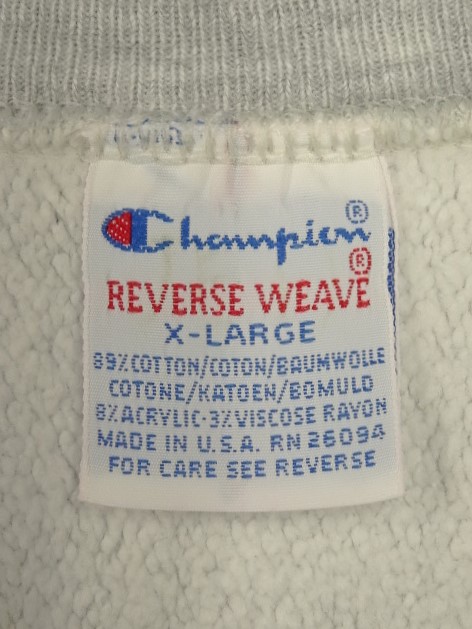 Champion®
REVERSE WEAVE®
X-LARGE
89%COTTON/COTON/BAUMWOLLE
COTONE/KATOEN/BOMULD
8%ACRYLIC·3%VISCOSE RAYON
MADE IN U.S.A. RN 26094
FOR CARE SEE REVERSE